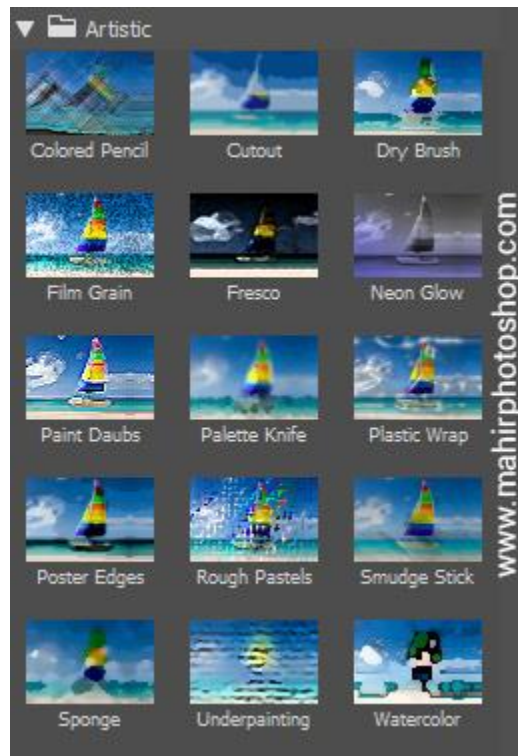 Artistic
Colored Pencil
Cutout
Dry Brush
Film Grain
Fresco
Neon Glow
Paint Daubs
Palette Knife
Plastic Wrap
Poster Edges
Rough Pastels
Smudge Stick
Sponge
Underpainting
Watercolor
www.mahirphotoshop.com